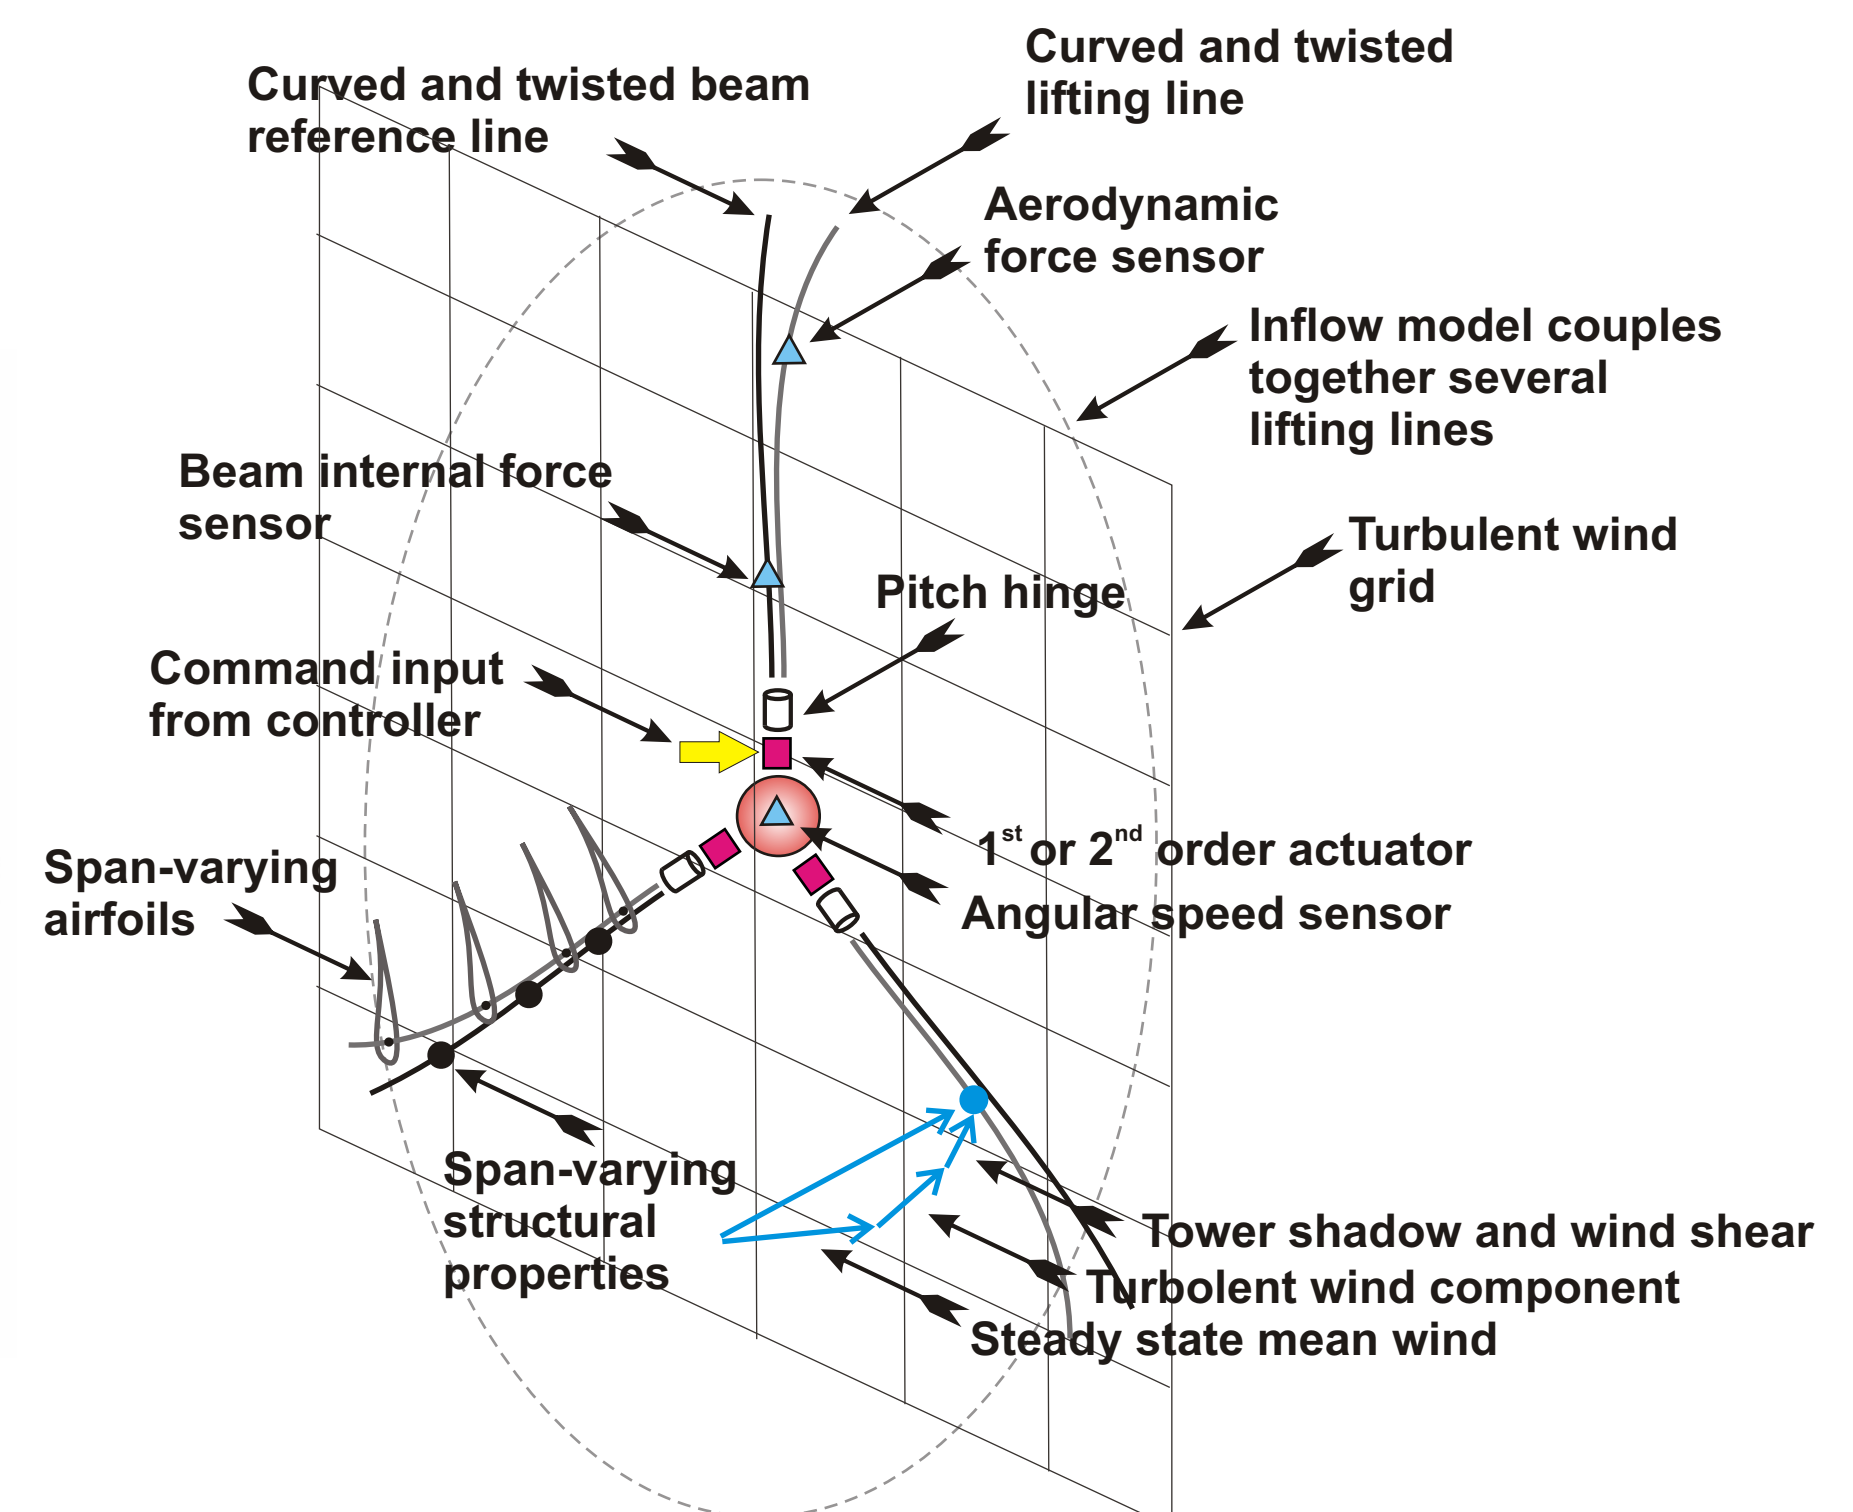 Curved and twisted beam
reference line
Curved and twisted
lifting line
Aerodynamic
force sensor
Inflow model couples
together several
lifting lines
Beam internal force
sensor
Turbulent wind
grid
Pitch hinge
Command input
from controller
1st or 2nd order actuator
Span-varying
airfoils
Angular speed sensor
Span-varying
structural
properties
Tower shadow and wind shear
Turbolent wind component
Steady state mean wind